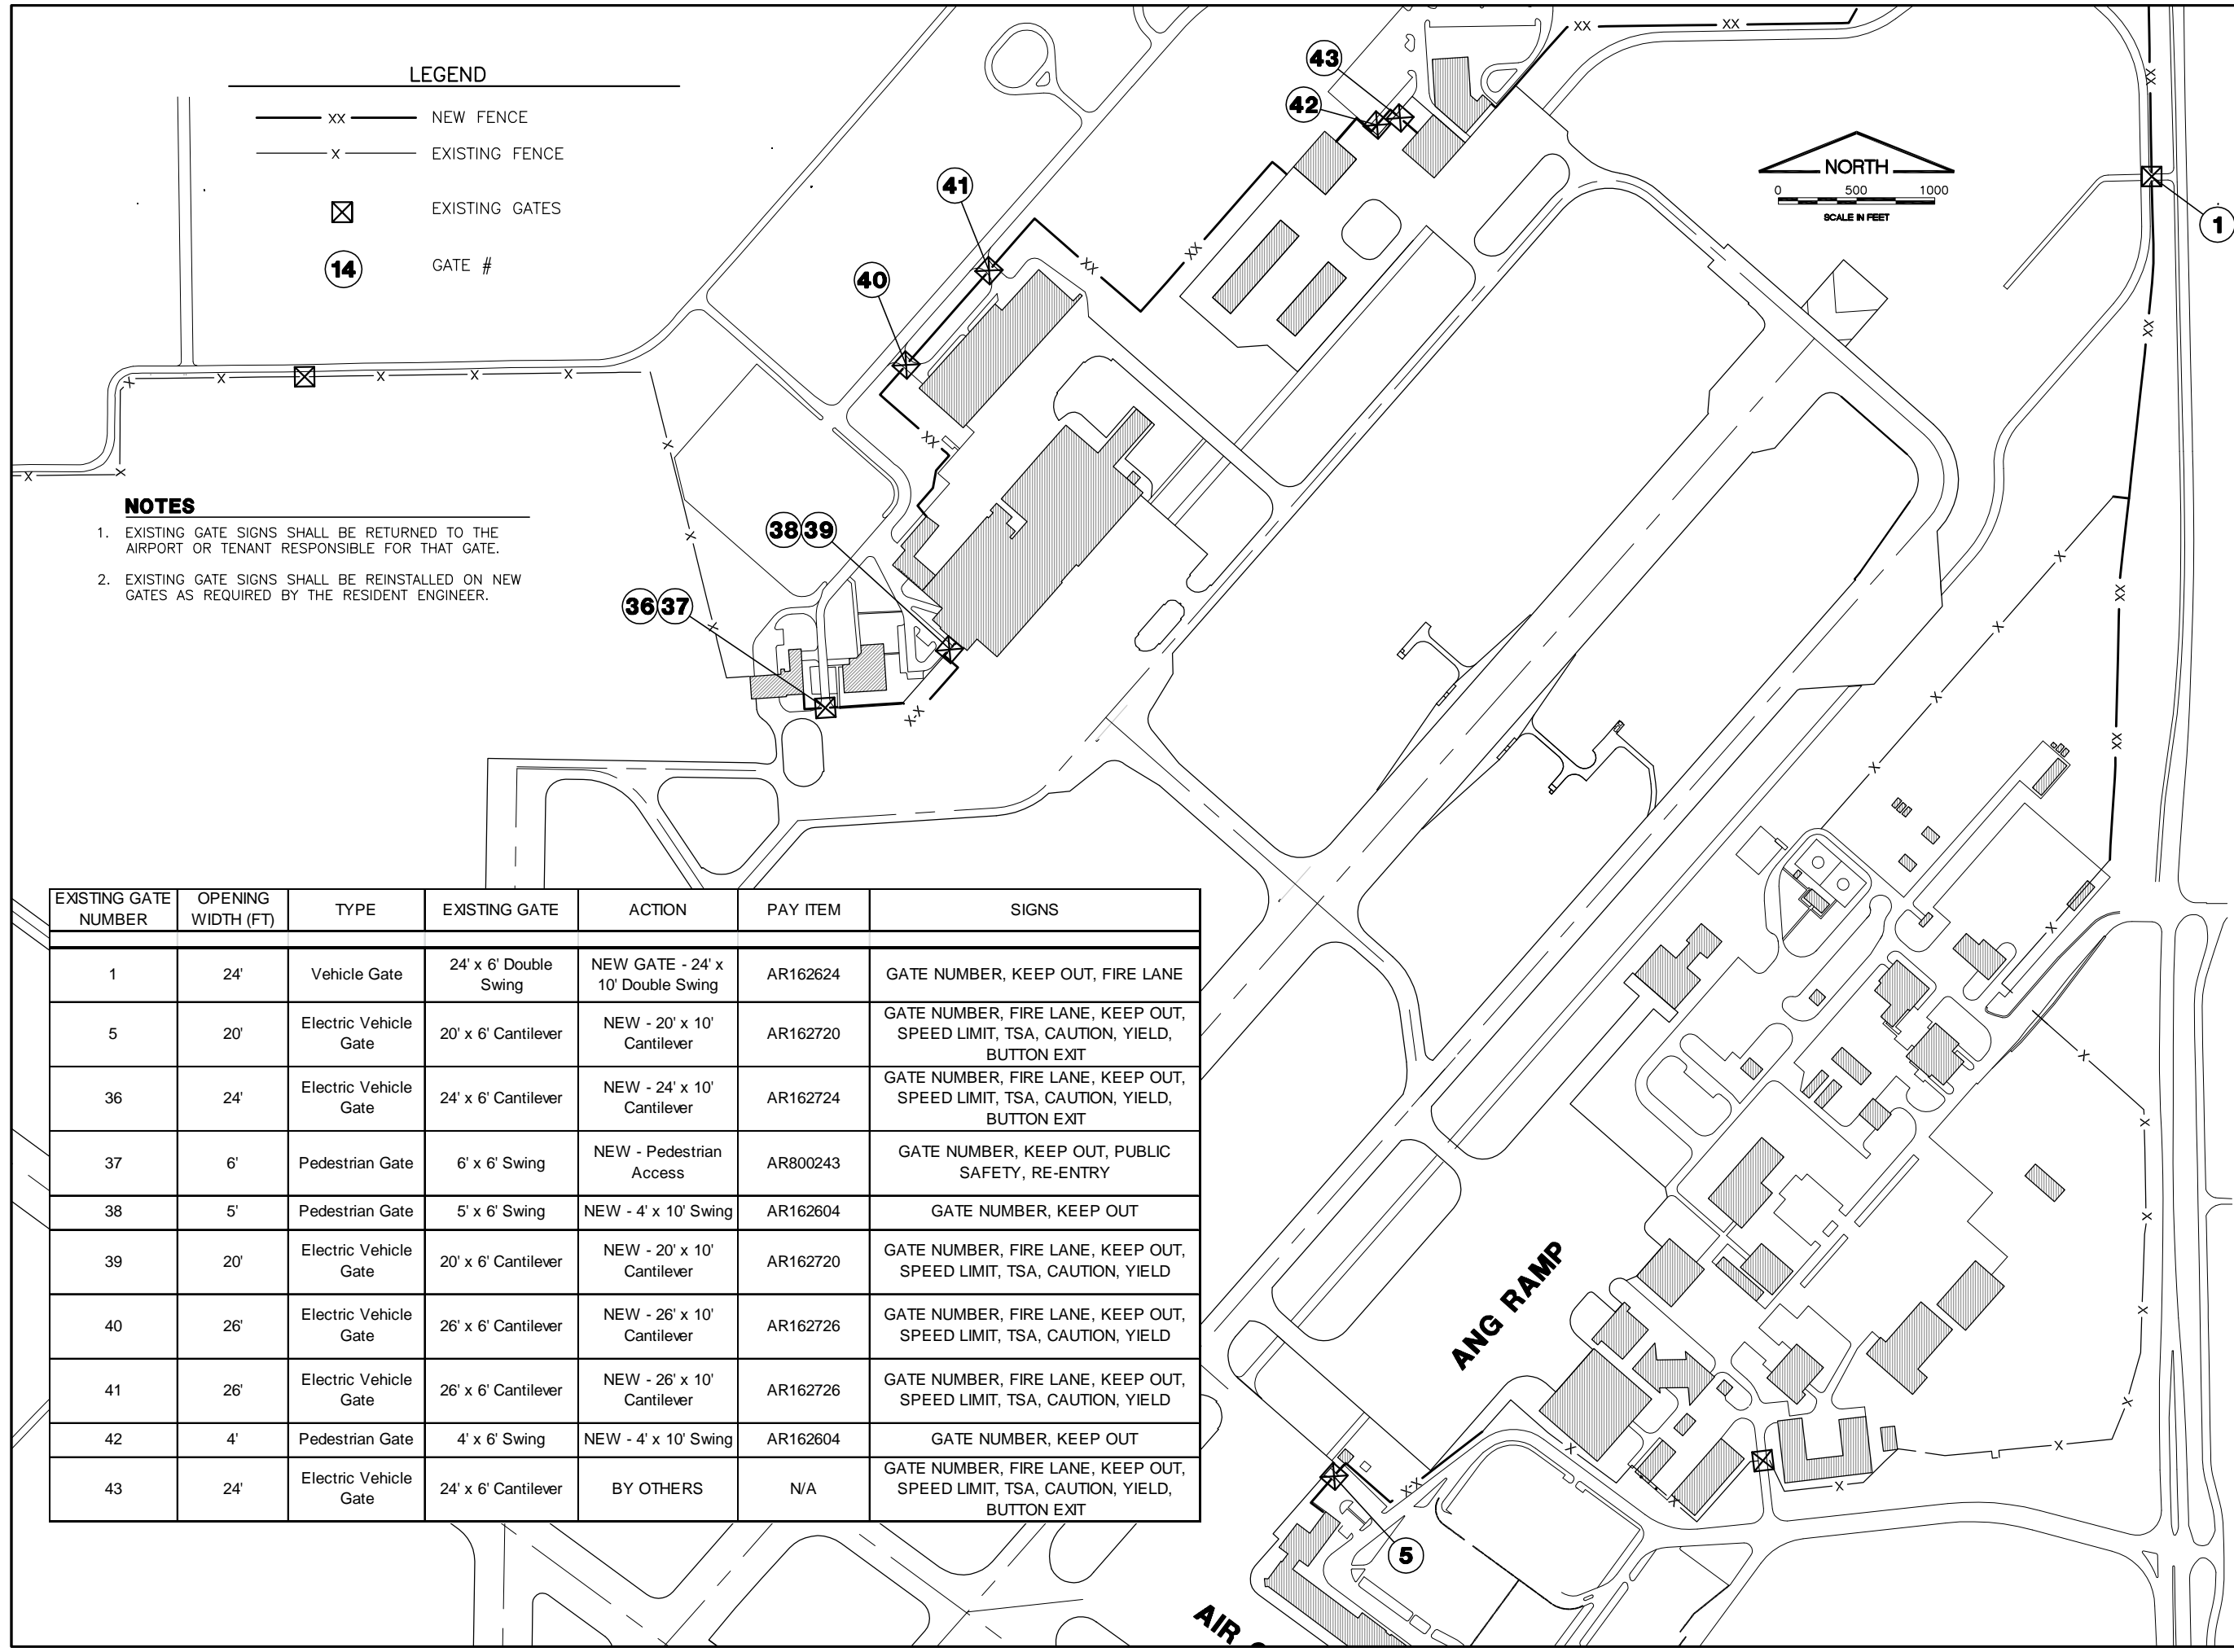 LEGEND
XX NEW FENCE
X EXISTING FENCE
EXISTING GATES
14 GATE #
43
42
41
40
NORTH
0 500 1000
SCALE IN FEET
1
XX
XX
XX
XX
XX
XX
XX
XX
XX
X
X
X
X
X
X
X
X
X
X
NOTES
1. EXISTING GATE SIGNS SHALL BE RETURNED TO THE
AIRPORT OR TENANT RESPONSIBLE FOR THAT GATE.
2. EXISTING GATE SIGNS SHALL BE REINSTALLED ON NEW
GATES AS REQUIRED BY THE RESIDENT ENGINEER.
38 39
36 37
X-X
X
X
X
X
EXISTING GATE NUMBER OPENING WIDTH (FT) TYPE EXISTING GATE ACTION PAY ITEM SIGNS
1 24' Vehicle Gate 24' x 6' Double Swing NEW GATE - 24' x 10' Double Swing AR162624 GATE NUMBER, KEEP OUT, FIRE LANE
5 20' Electric Vehicle Gate 20' x 6' Cantilever NEW - 20' x 10' Cantilever AR162720 GATE NUMBER, FIRE LANE, KEEP OUT, SPEED LIMIT, TSA, CAUTION, YIELD, BUTTON EXIT
36 24' Electric Vehicle Gate 24' x 6' Cantilever NEW - 24' x 10' Cantilever AR162724 GATE NUMBER, FIRE LANE, KEEP OUT, SPEED LIMIT, TSA, CAUTION, YIELD, BUTTON EXIT
37 6' Pedestrian Gate 6' x 6' Swing NEW - Pedestrian Access AR800243 GATE NUMBER, KEEP OUT, PUBLIC SAFETY, RE-ENTRY
38 5' Pedestrian Gate 5' x 6' Swing NEW - 4' x 10' Swing AR162604 GATE NUMBER, KEEP OUT
39 20' Electric Vehicle Gate 20' x 6' Cantilever NEW - 20' x 10' Cantilever AR162720 GATE NUMBER, FIRE LANE, KEEP OUT, SPEED LIMIT, TSA, CAUTION, YIELD
40 26' Electric Vehicle Gate 26' x 6' Cantilever NEW - 26' x 10' Cantilever AR162726 GATE NUMBER, FIRE LANE, KEEP OUT, SPEED LIMIT, TSA, CAUTION, YIELD
41 26' Electric Vehicle Gate 26' x 6' Cantilever NEW - 26' x 10' Cantilever AR162726 GATE NUMBER, FIRE LANE, KEEP OUT, SPEED LIMIT, TSA, CAUTION, YIELD
42 4' Pedestrian Gate 4' x 6' Swing NEW - 4' x 10' Swing AR162604 GATE NUMBER, KEEP OUT
43 24' Electric Vehicle Gate 24' x 6' Cantilever BY OTHERS N/A GATE NUMBER, FIRE LANE, KEEP OUT, SPEED LIMIT, TSA, CAUTION, YIELD, BUTTON EXIT
X
X
X
X
X
X
X
X
X
X
X-X
ANG RAMP
5
AIR